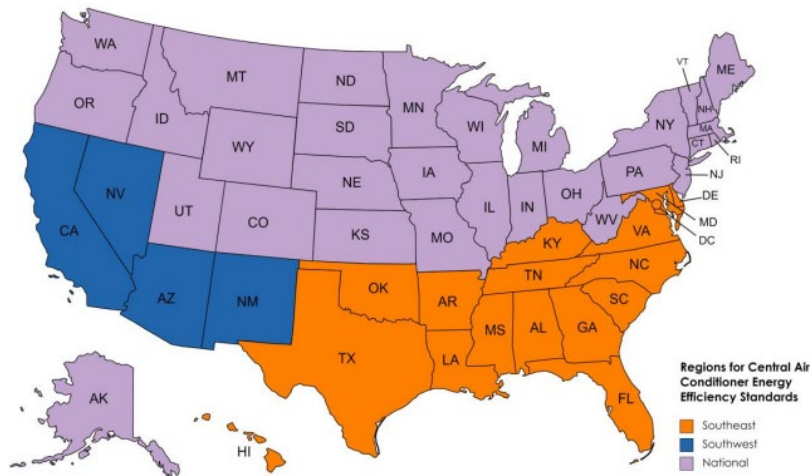 WA
MT
ND
MN
VT
ME
OR
ID
SD
WI
MI
NY
NH
MA
CT
RI
WY
IA
PA
NJ
NE
NV
UT
CO
IL
IN
OH
DE
WV
MD
DC
VA
CA
KS
MO
KY
NC
TN
AZ
NM
OK
AR
SC
MS
AL
GA
TX
LA
FL
AK
HI
Regions for Central Air
Conditioner Energy
Efficiency Standards
Southeast
Southwest
National